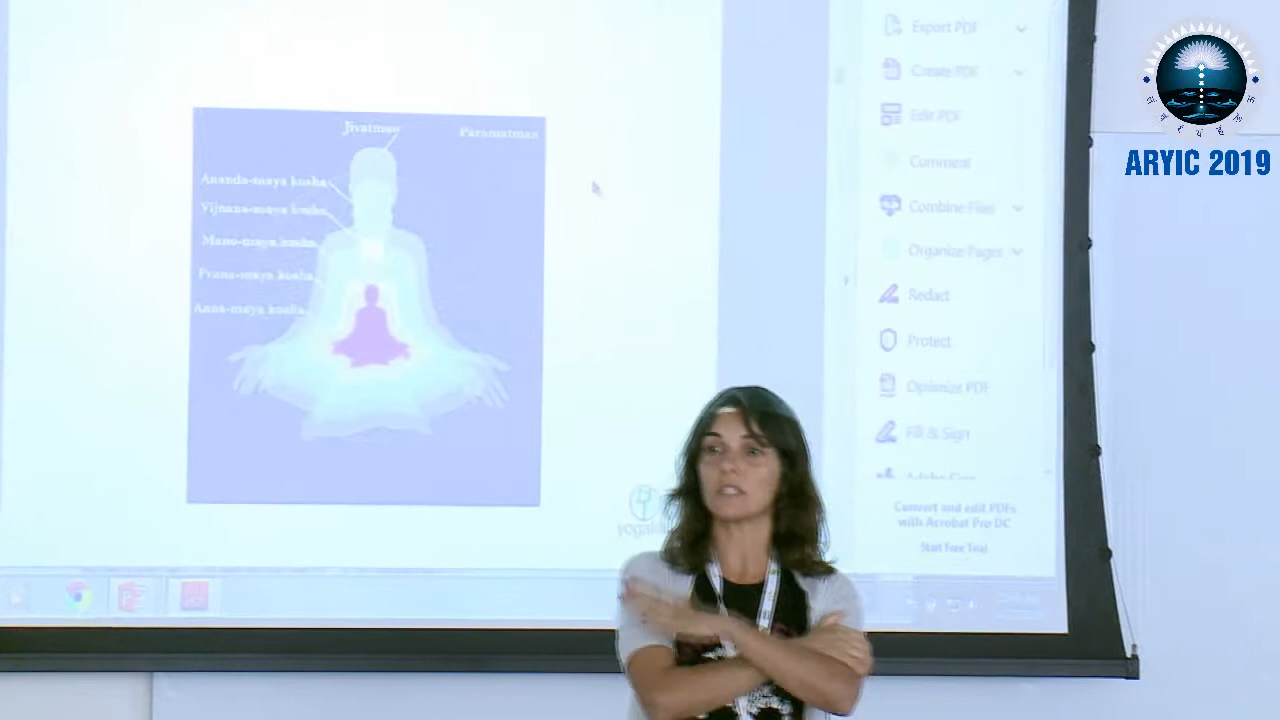 Jivatman
Paramatman
Ananda-maya kosha
Vijnana-maya kosha
Mano-maya kosha
Prana-maya kosha
Anna-maya kosha
Export PDF
Create PDF
Edit PDF
Comment
Combine Files
Organize Pages
Redact
Protect
Optimize PDF
Fill & Sign
Adobe Sign
Convert and edit PDFs
with Acrobat Pro DC
Start Free Trial
ARYIC 2019